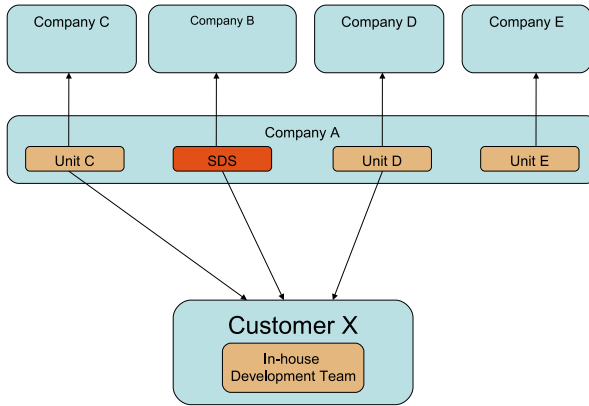 Company C
Company B
Company D
Company E
Company A
Unit C
SDS
Unit D
Unit E
Customer X
In-house
Development Team